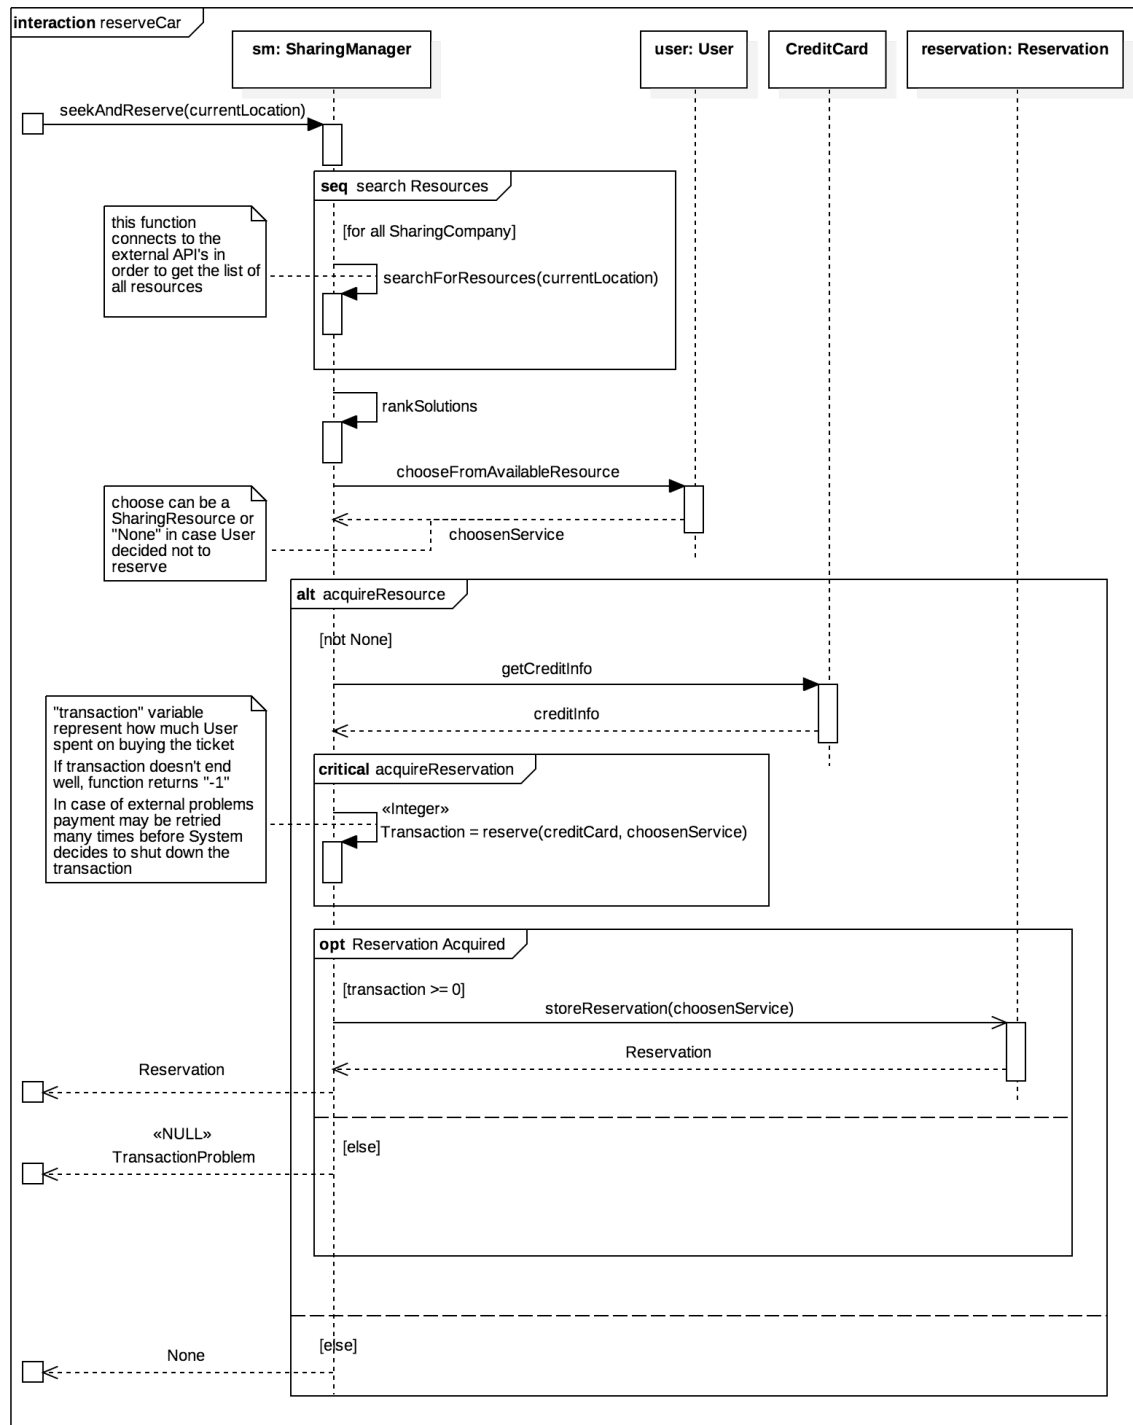 interaction reserveCar
sm: SharingManager
user: User
CreditCard
reservation: Reservation
seekAndReserve(currentLocation)
seq search Resources
this function
connects to the
external API's in
order to get the list of
all resources
[for all SharingCompany]
searchForResources(currentLocation)
rankSolutions
chooseFromAvailableResource
choose can be a
SharingResource or
"None" in case User
decided not to
reserve
choosenService
alt acquireResource
[not None]
getCreditInfo
creditInfo
"transaction" variable
represent how much User
spent on buying the ticket
If transaction doesn't end
well, function returns "-1"
In case of external problems
payment may be retried
many times before System
decides to shut down the
transaction
critical acquireReservation
«Integer»
Transaction = reserve(creditCard, choosenService)
opt Reservation Acquired
[transaction >= 0]
storeReservation(choosenService)
Reservation
Reservation
«NULL»
TransactionProblem
[else]
[else]
None